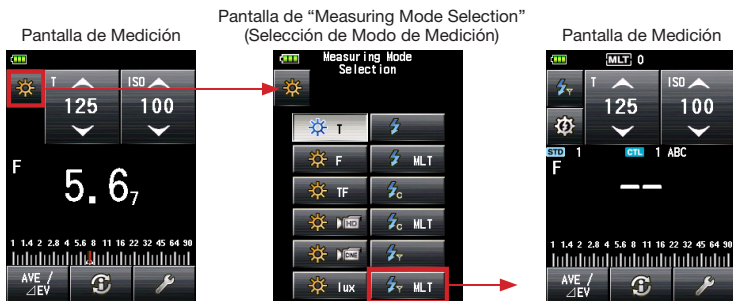 Pantalla de Medición
Pantalla de “Measuring Mode Selection”
(Selección de Modo de Medición)
Pantalla de Medición
T
ISO
125
100
F
5.6₇
1 1.4 2 2.8 4 5.6 8 11 16 22 32 45 64 90
AVE /
⊿EV
Measuring Mode
Selection
T
F
MLT
TF
C
HD
C MLT
CINE
Y
lux
Y MLT
MLT 0
Y
T
ISO
125
100
STD 1
CTL 1 ABC
F
--
1 1.4 2 2.8 4 5.6 8 11 16 22 32 45 64 90
AVE /
⊿EV